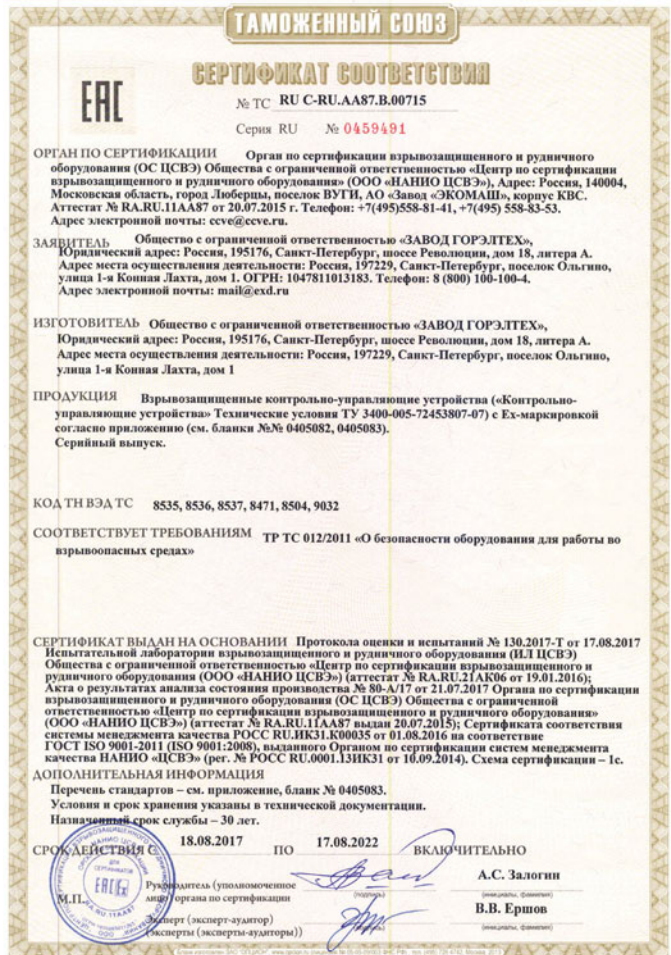 ТАМОЖЕННЫЙ СОЮЗ
СЕРТИФИКАТ СООТВЕТСТВИЯ
ЕАС
№ ТС RU C-RU.АА87.В.00715
Серия RU № 0459491
ОРГАН ПО СЕРТИФИКАЦИИ Орган по сертификации взрывозащищенного и рудничного
оборудования (ОС ЦСВЭ) Общества с ограниченной ответственностью «Центр по сертификации
взрывозащищенного и рудничного оборудования» (ООО «НАНИО ЦСВЭ»), Адрес: Россия, 140004,
Московская область, город Люберцы, поселок ВУГИ, АО «Завод «ЭКОМАШ», корпус КВС.
Аттестат № RA.RU.11АА87 от 20.07.2015 г. Телефон: +7(495)558-81-41, +7(495) 558-83-53.
Адрес электронной почты: ccve@ccve.ru.
ЗАЯВИТЕЛЬ Общество с ограниченной ответственностью «ЗАВОД ГОРЭЛТЕХ»,
Юридический адрес: Россия, 195176, Санкт-Петербург, шоссе Революции, дом 18, литера А.
Адрес места осуществления деятельности: Россия, 197229, Санкт-Петербург, поселок Ольгино,
улица 1-я Конная Лахта, дом 1. ОГРН: 1047811013183. Телефон: 8 (800) 100-100-4.
Адрес электронной почты: mail@exd.ru
ИЗГОТОВИТЕЛЬ Общество с ограниченной ответственностью «ЗАВОД ГОРЭЛТЕХ»,
Юридический адрес: Россия, 195176, Санкт-Петербург, шоссе Революции, дом 18, литера А.
Адрес места осуществления деятельности: Россия, 197229, Санкт-Петербург, поселок Ольгино,
улица 1-я Конная Лахта, дом 1
ПРОДУКЦИЯ Взрывозащищенные контрольно-управляющие устройства («Контрольно-
управляющие устройства» Технические условия ТУ 3400-005-72453807-07) с Ех-маркировкой
согласно приложению (см. бланки №№ 0405082, 0405083).
Серийный выпуск.
КОД ТН ВЭД ТС 8535, 8536, 8537, 8471, 8504, 9032
СООТВЕТСТВУЕТ ТРЕБОВАНИЯМ ТР ТС 012/2011 «О безопасности оборудования для работы во
взрывоопасных средах»
СЕРТИФИКАТ ВЫДАН НА ОСНОВАНИИ Протокола оценки и испытаний № 130.2017-Т от 17.08.2017
Испытательной лаборатории взрывозащищенного и рудничного оборудования (ИЛ ЦСВЭ)
Общества с ограниченной ответственностью «Центр по сертификации взрывозащищенного и
рудничного оборудования (ООО «НАНИО ЦСВЭ») (аттестат № RA.RU.21АК06 от 19.01.2016);
Акта о результатах анализа состояния производства № 80-А/17 от 21.07.2017 Органа по сертификации
взрывозащищенного и рудничного оборудования (ОС ЦСВЭ) Общества с ограниченной
ответственностью «Центр по сертификации взрывозащищенного и рудничного оборудования»
(ООО «НАНИО ЦСВЭ») (аттестат № RA.RU.11АА87 выдан 20.07.2015); Сертификата соответствия
системы менеджмента качества РОСС RU.ИК31.К00035 от 01.08.2016 на соответствие
ГОСТ ISO 9001-2011 (ISO 9001:2008), выданного Органом по сертификации систем менеджмента
качества НАНИО «ЦСВЭ» (рег. № РОСС RU.0001.13ИК31 от 10.09.2014). Схема сертификации – 1с.
ДОПОЛНИТЕЛЬНАЯ ИНФОРМАЦИЯ
Перечень стандартов – см. приложение, бланк № 0405083.
Условия и срок хранения указаны в технической документации.
Назначенный срок службы – 30 лет.
СРОК ДЕЙСТВИЯ С 18.08.2017 ПО 17.08.2022 ВКЛЮЧИТЕЛЬНО
М.П. Руководитель (уполномоченное
лицо) органа по сертификации
(подпись)
А.С. Залогин
(инициалы, фамилия)
Эксперт (эксперт-аудитор)
(эксперты (эксперты-аудиторы))
(подпись)
В.В. Ершов
(инициалы, фамилия)
ДЛЯ
СЕРТИФИКАТОВ
RA.RU.11АА87